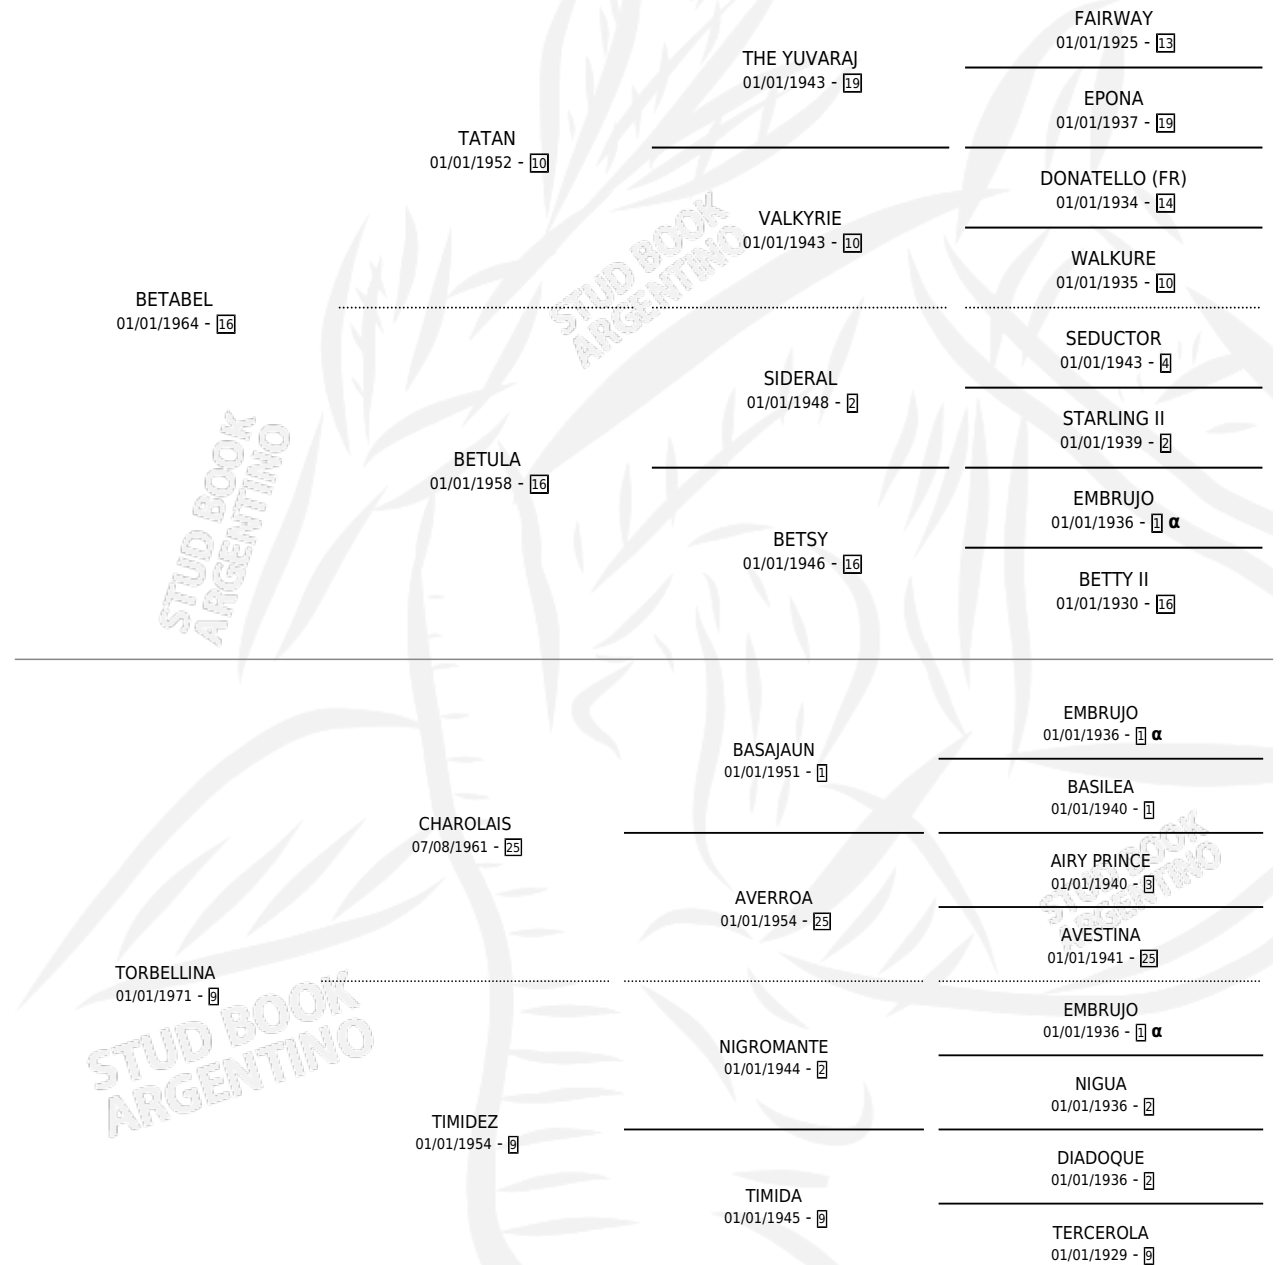 FAIRWAY
01/01/1925 - 13
THE YUVARAJ
01/01/1943 - 19
EPONA
01/01/1937 - 19
TATAN
01/01/1952 - 10
DONATELLO (FR)
01/01/1934 - 14
VALKYRIE
01/01/1943 - 10
WALKURE
01/01/1935 - 10
BETABEL
01/01/1964 - 16
SEDUCTOR
01/01/1943 - 4
SIDERAL
01/01/1948 - 2
STARLING II
01/01/1939 - 2
BETULA
01/01/1958 - 16
EMBRUJO
01/01/1936 - 1 α
BETSY
01/01/1946 - 16
BETTY II
01/01/1930 - 16
STUD BOOK
ARGENTINO
STUD BOOK
ARGENTINO
EMBRUJO
01/01/1936 - 1 α
BASAJAUN
01/01/1951 - 1
BASILEA
01/01/1940 - 1
CHAROLAIS
07/08/1961 - 25
AIRY PRINCE
01/01/1940 - 3
AVERROA
01/01/1954 - 25
AVESTINA
01/01/1941 - 25
TORBELLINA
01/01/1971 - 9
EMBRUJO
01/01/1936 - 1 α
NIGROMANTE
01/01/1944 - 2
NIGUA
01/01/1936 - 2
TIMIDEZ
01/01/1954 - 9
DIADOQUE
01/01/1936 - 2
TIMIDA
01/01/1945 - 9
TERCEROLA
01/01/1929 - 9
STUD BOOK
ARGENTINO
STUD BOOK
ARGENTINO